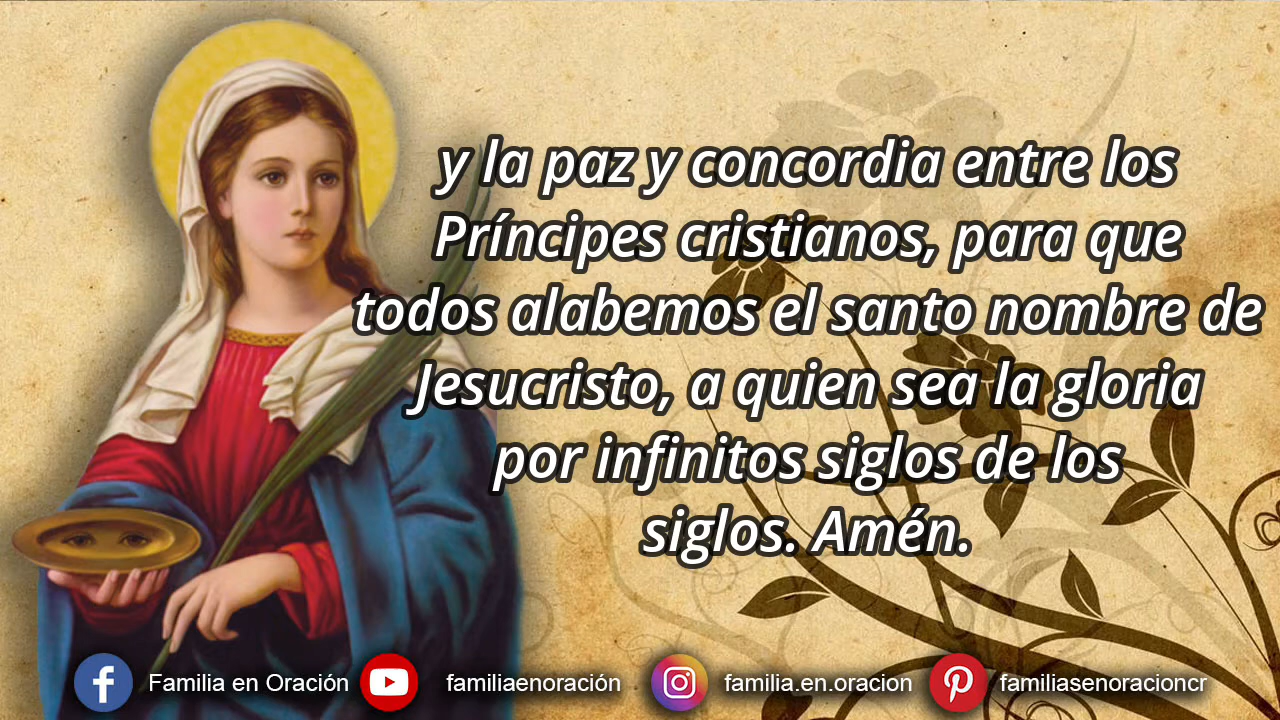 y la paz y concordia entre los
Príncipes cristianos, para que
todos alabemos el santo nombre de
Jesucristo, a quien sea la gloria
por infinitos siglos de los
siglos. Amén.
Familia en Oración familiaenoración familia.en.oracion familiasenoracioncr